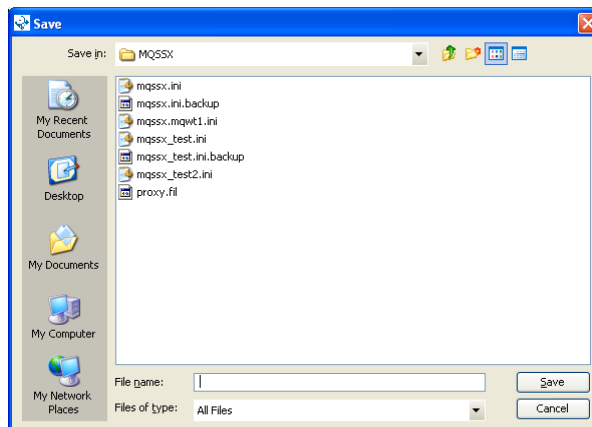 Save
Save in: MQSSX
My Recent
Documents
Desktop
My Documents
My Computer
My Network
Places
mqssx.ini
mqssx.ini.backup
mqssx.mqwt1.ini
mqssx_test.ini
mqssx_test.ini.backup
mqssx_test2.ini
proxy.fil
File name:
Save
Files of type: All Files
Cancel